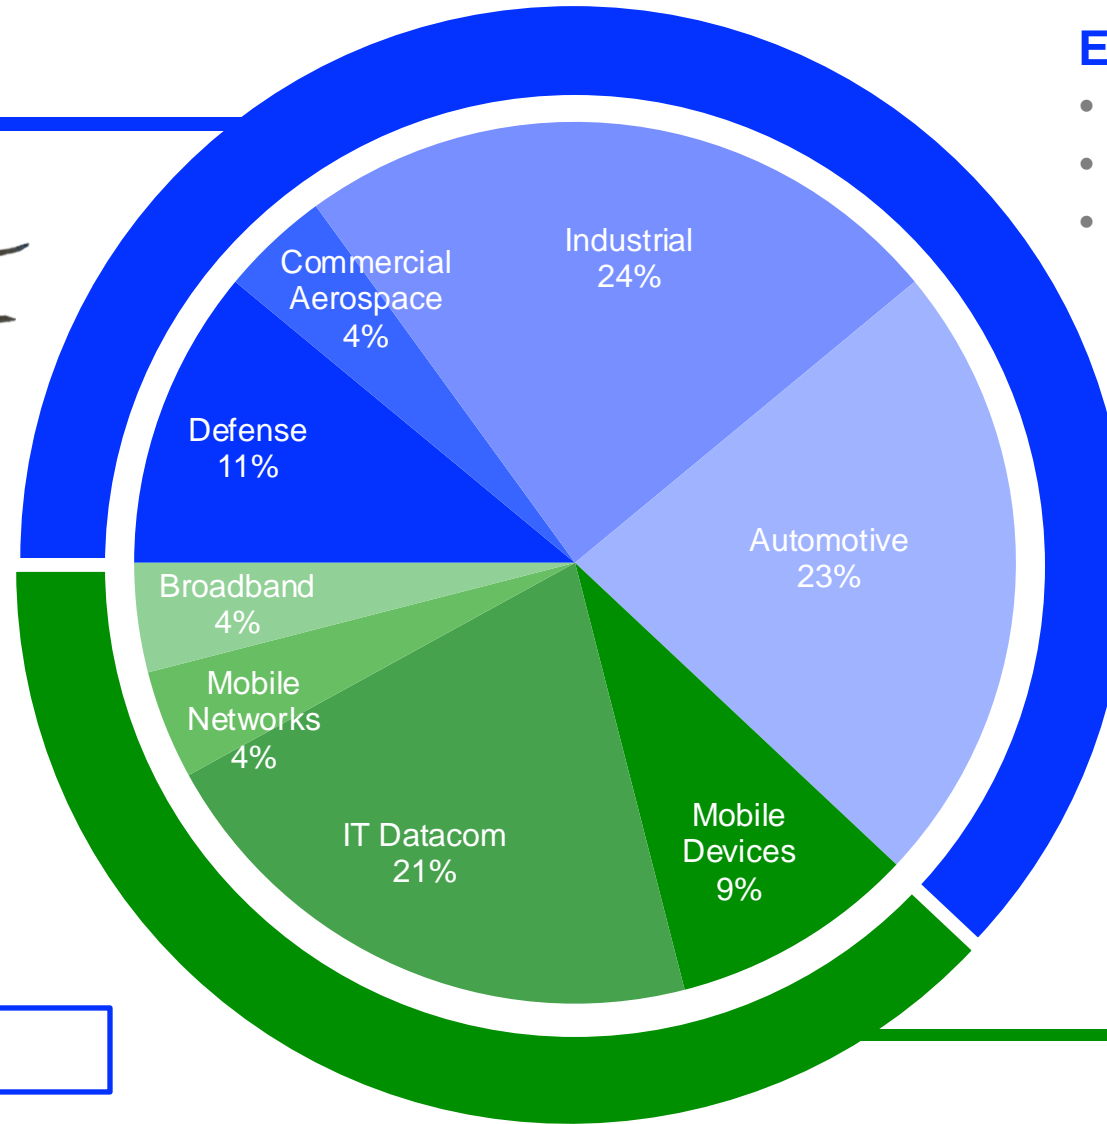 E
Industrial
24%
Commercial
Aerospace
4%
Defense
11%
Automotive
23%
Broadband
4%
Mobile
Networks
4%
IT Datacom
21%
Mobile
Devices
9%